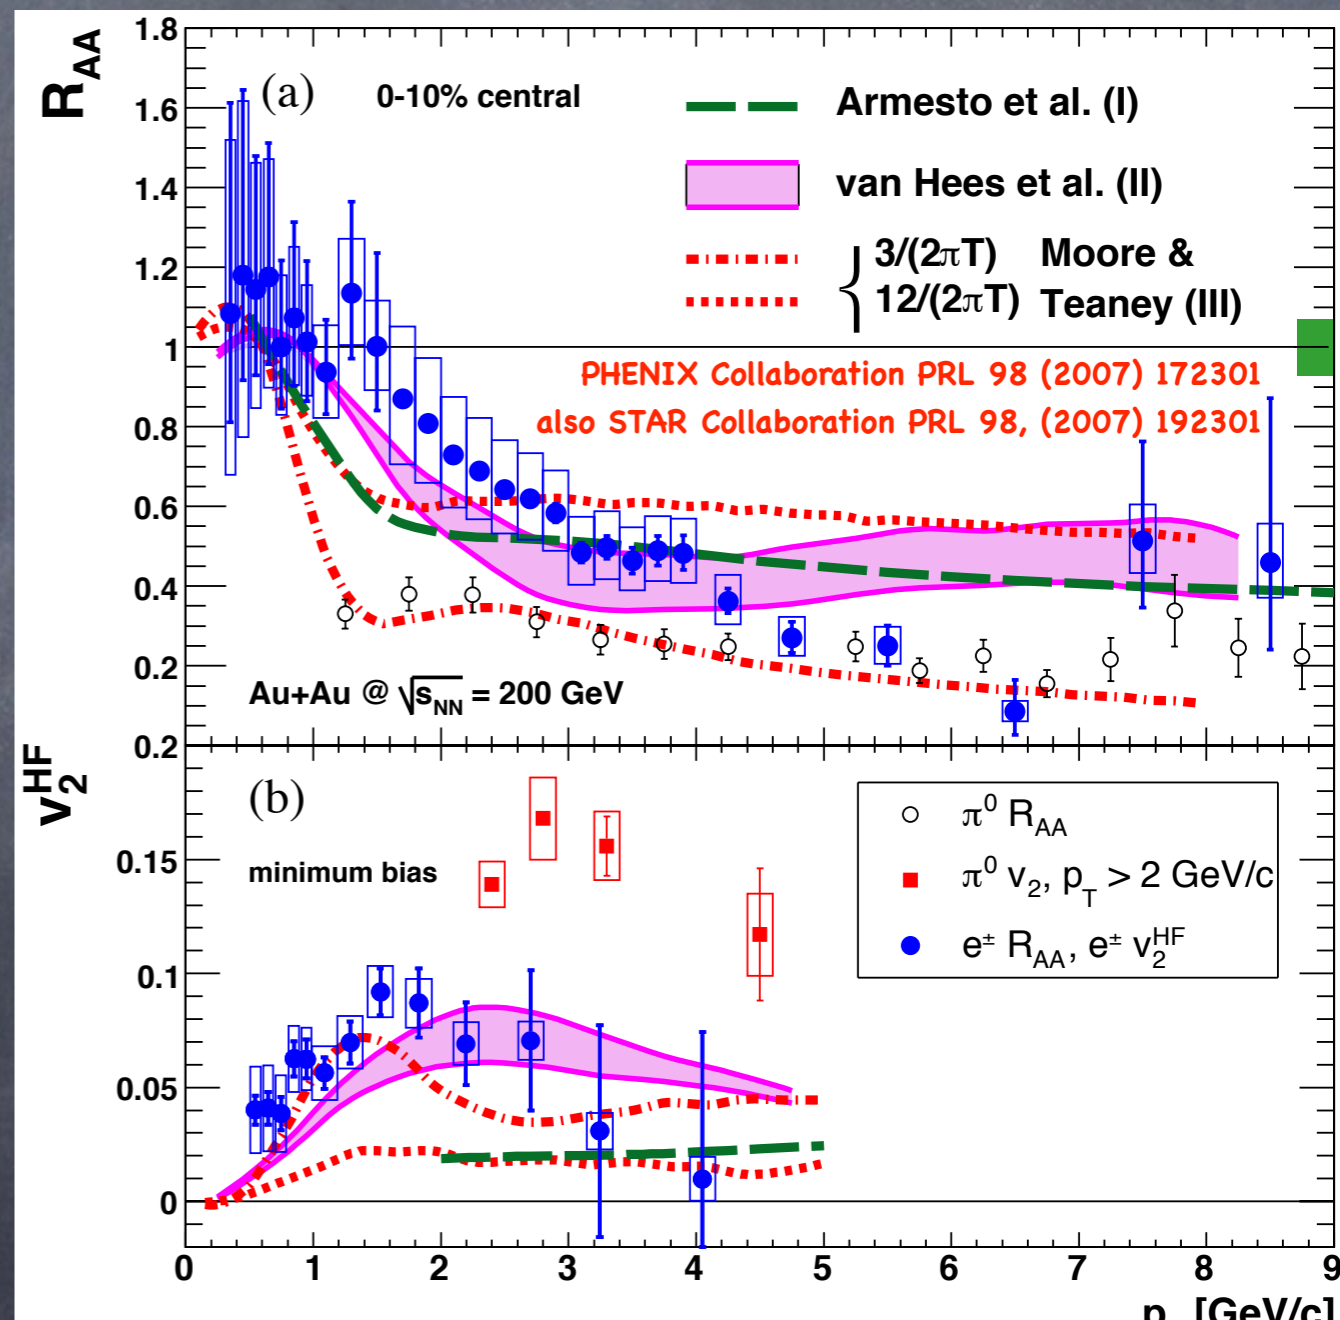 R_AA
1.8
1.6
1.4
1.2
1
0.8
0.6
0.4
0.2
(a) 0-10% central
Armesto et al. (I)
van Hees et al. (II)
3/(2πT) Moore &
12/(2πT) Teaney (III)
PHENIX Collaboration PRL 98 (2007) 172301
also STAR Collaboration PRL 98, (2007) 192301
Au+Au @ √s_NN = 200 GeV
v_2^HF
0.2
0.15
0.1
0.05
0
(b)
minimum bias
π⁰ R_AA
π⁰ v_2, p_T > 2 GeV/c
e± R_AA, e± v_2^HF
0 1 2 3 4 5 6 7 8 9
p [GeV/c]